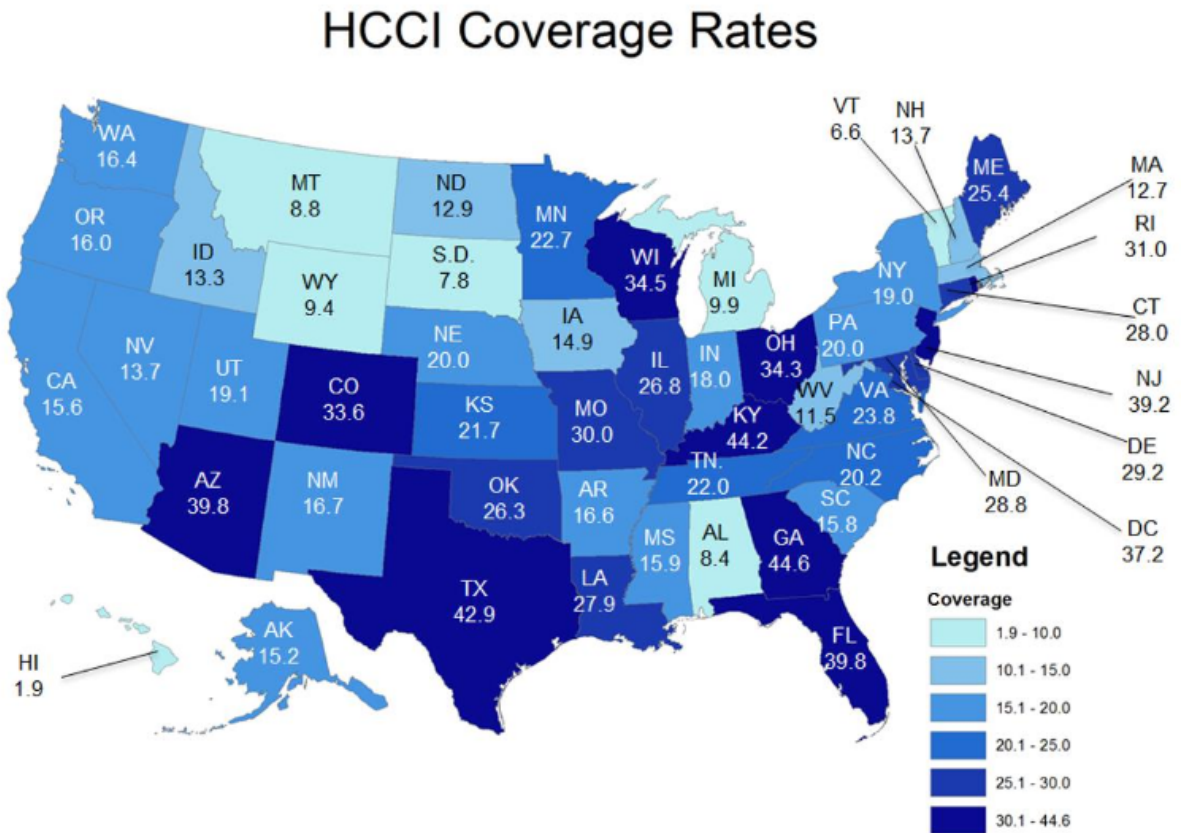 HCCI Coverage Rates
WA
16.4
OR
16.0
CA
15.6
NV
13.7
ID
13.3
MT
8.8
WY
9.4
UT
19.1
CO
33.6
AZ
39.8
NM
16.7
ND
12.9
S.D.
7.8
NE
20.0
KS
21.7
OK
26.3
TX
42.9
MN
22.7
IA
14.9
MO
30.0
AR
16.6
LA
27.9
WI
34.5
IL
26.8
MI
9.9
IN
18.0
OH
34.3
KY
44.2
TN.
22.0
MS
15.9
AL
8.4
GA
44.6
FL
39.8
SC
15.8
NC
20.2
VA
23.8
WV
11.5
PA
20.0
NY
19.0
ME
25.4
VT
6.6
NH
13.7
MA
12.7
RI
31.0
CT
28.0
NJ
39.2
DE
29.2
MD
28.8
DC
37.2
AK
15.2
HI
1.9
Legend
Coverage
1.9 - 10.0
10.1 - 15.0
15.1 - 20.0
20.1 - 25.0
25.1 - 30.0
30.1 - 44.6